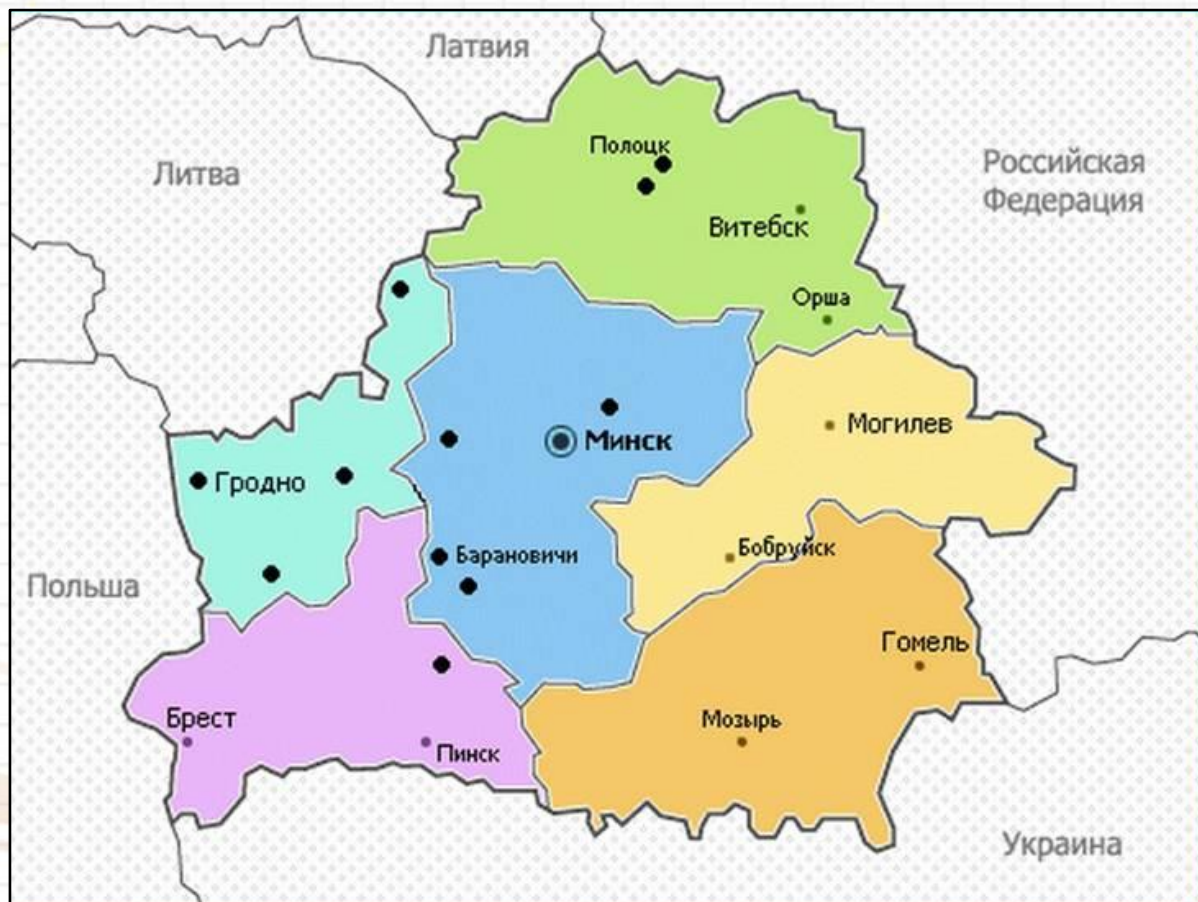 Латвия
Полоцк
Литва
Российская
Федерация
Витебск
Орша
Минск
Могилев
Гродно
Барановичи
Бобруйск
Польша
Гомель
Брест
Мозырь
Пинск
Украина